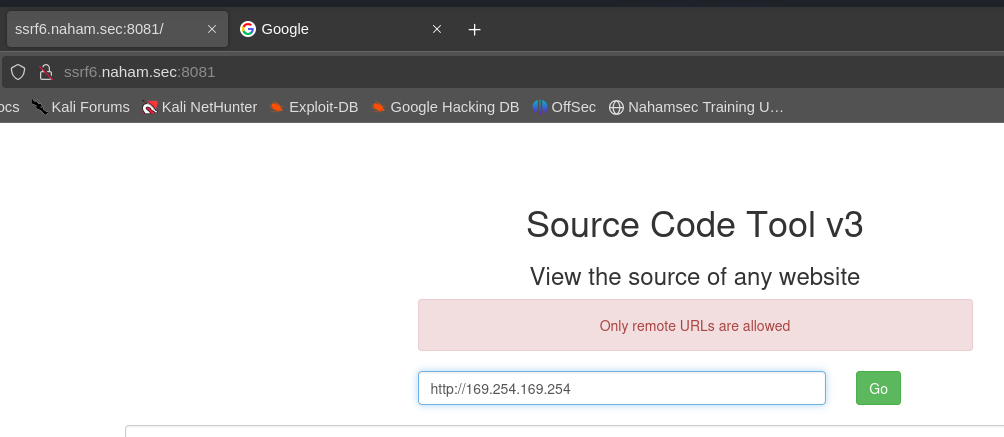 ssrf6.naham.sec:8081/ × Google × +
ssrf6.naham.sec:8081
ocs Kali Forums Kali NetHunter Exploit-DB Google Hacking DB OffSec Nahamsec Training U…
Source Code Tool v3
View the source of any website
Only remote URLs are allowed
http://169.254.169.254 Go